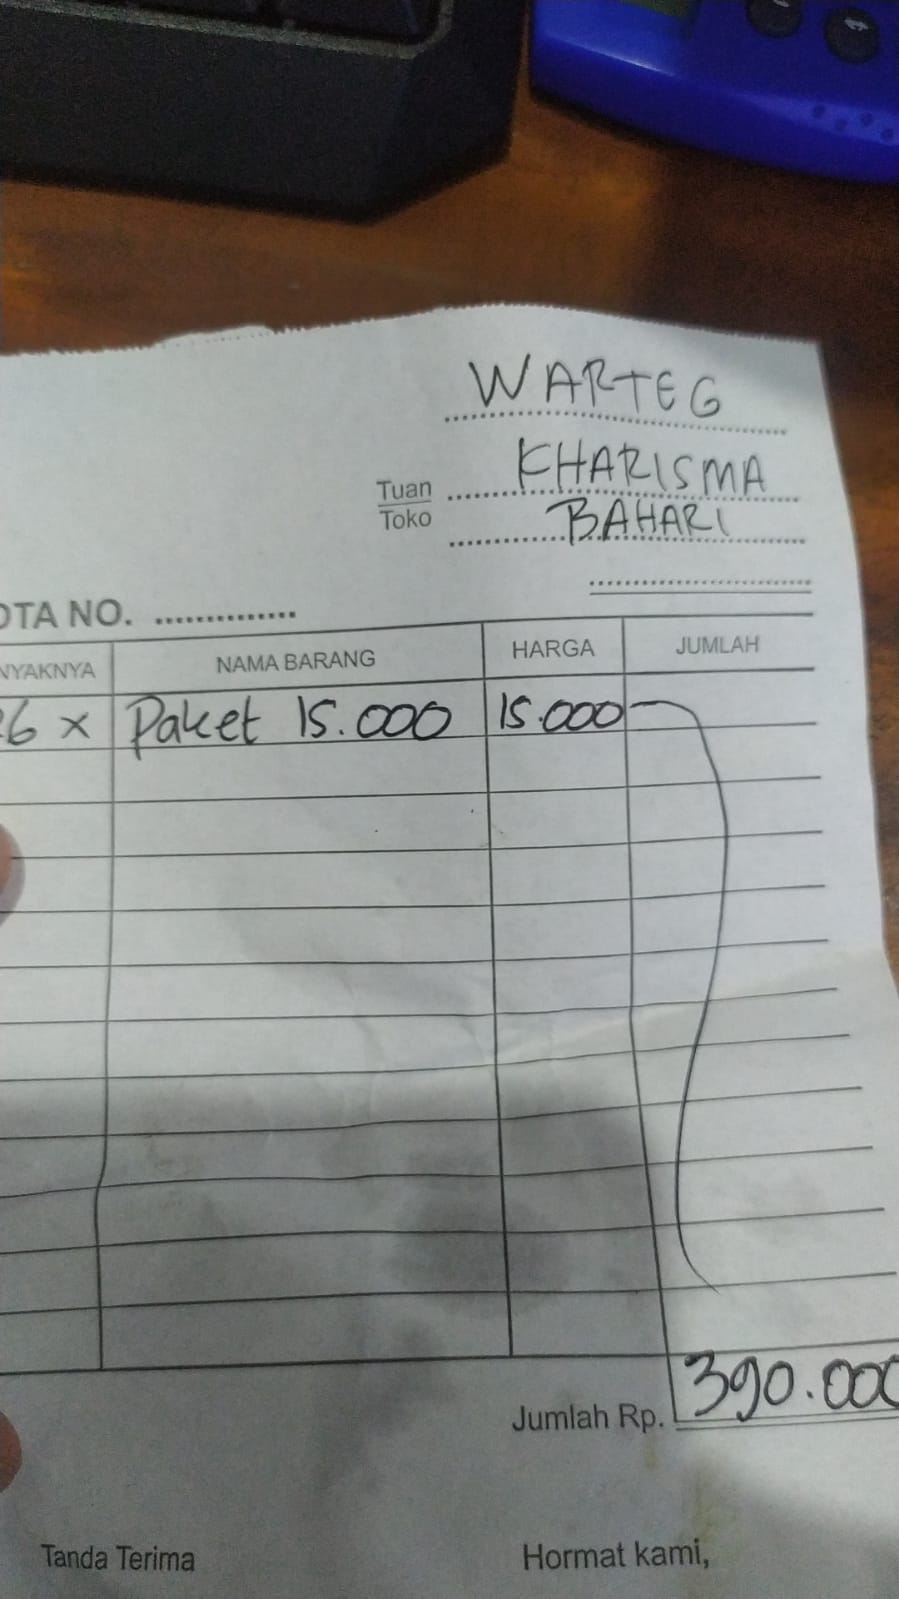 WARTEG
Tuan KHARISMA
Toko BAHARI
OTA NO. ..............
NYAKNYA NAMA BARANG HARGA JUMLAH
26 x Paket 15.000 15.000
Jumlah Rp. 390.000
Tanda Terima Hormat kami,